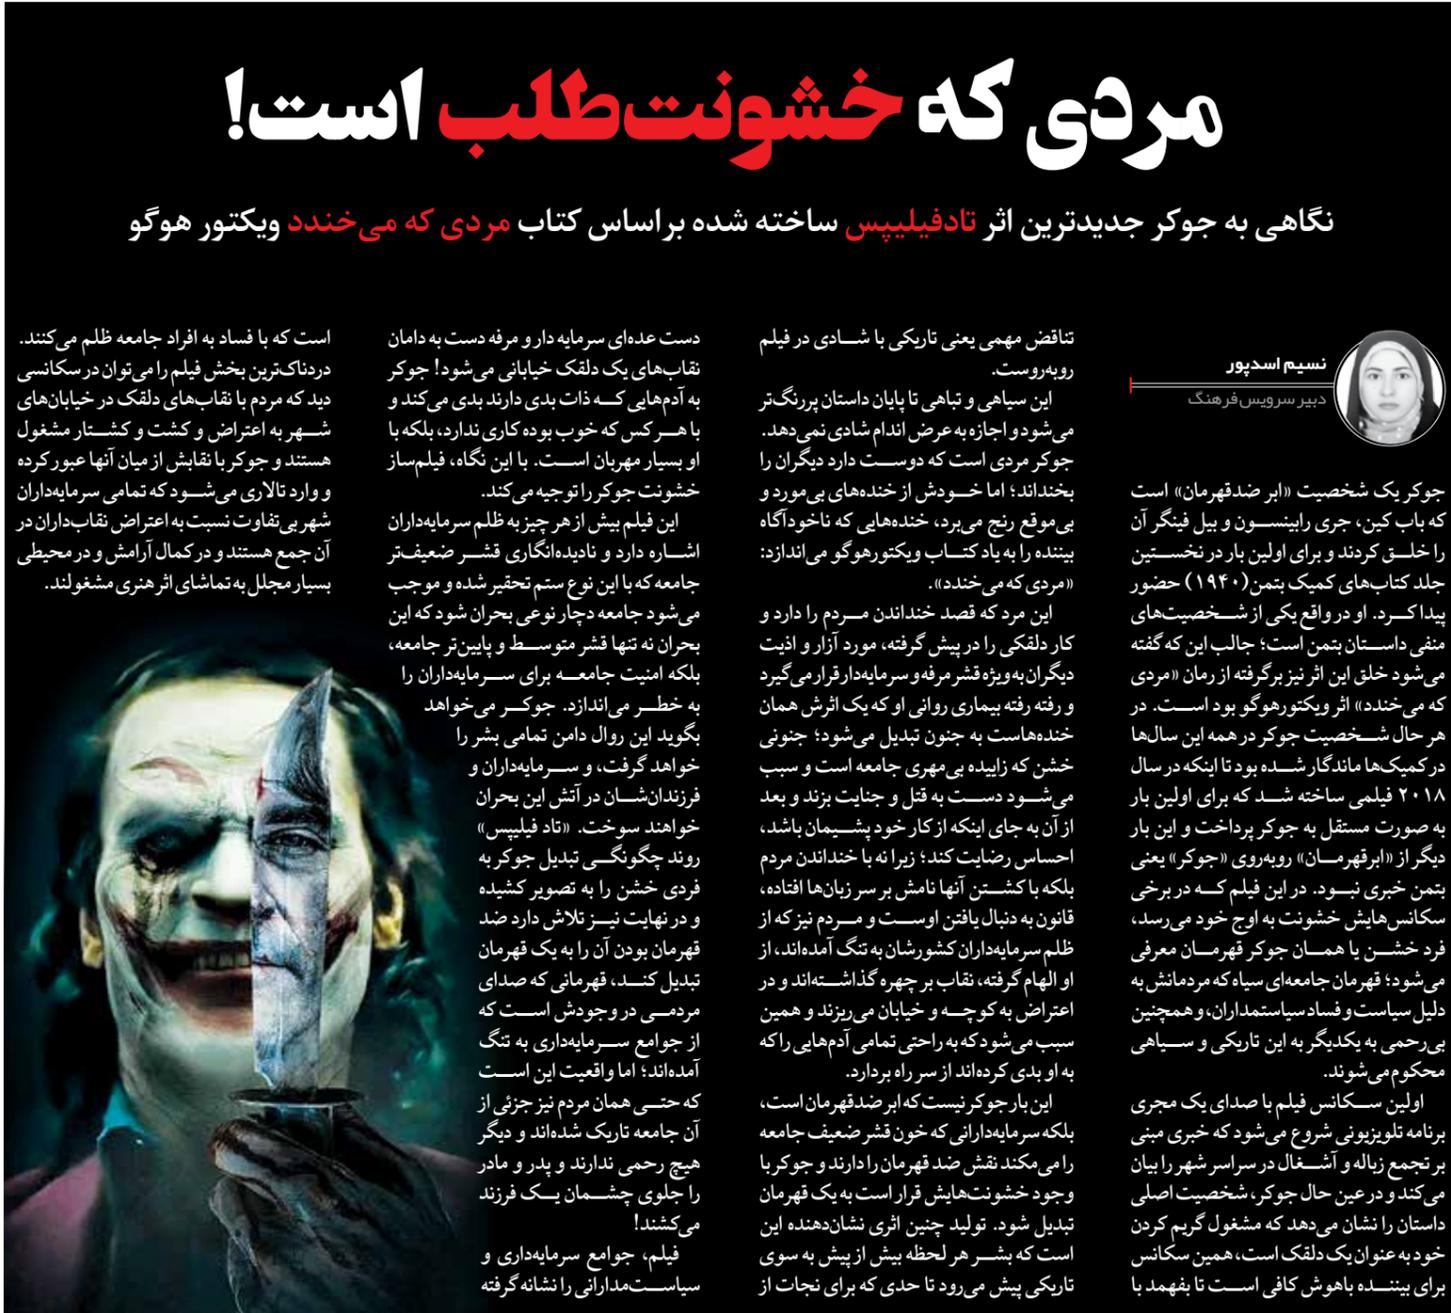 مردی که خشونت‌طلب است!
نگاهی به جوکر جدیدترین اثر تادفیلیپس ساخته شده براساس کتاب مردی که می‌خندد ویکتور هوگو
نسیم اسدپور
دبیر سرویس فرهنگ
جوکر یک شخصیت «ابر ضدقهرمان» است
که باب کین، جری رابینسون و بیل فینگر آن
را خلق کردند و برای اولین بار در نخستین
جلد کتاب‌های کمیک بتمن (۱۹۴۰) حضور
پیدا کرد. او در واقع یکی از شخصیت‌های
منفی داستان بتمن است؛ جالب این که گفته
می‌شود خلق این اثر نیز برگرفته از رمان «مردی
که می‌خندد» اثر ویکتورهوگو بود است. در
هر حال شخصیت جوکر در همه این سال‌ها
در کمیک‌ها ماندگار شده بود تا اینکه در سال
۲۰۱۸ فیلمی ساخته شد که برای اولین بار
به صورت مستقل به جوکر پرداخت و این بار
دیگر از «ابرقهرمان» روبه‌روی «جوکر» یعنی
بتمن خبری نبود. در این فیلم که در برخی
سکانس‌هایش خشونت به اوج خود می‌رسد،
فرد خشن یا همان جوکر قهرمان معرفی
می‌شود؛ قهرمان جامعه‌ای سیاه که مردمانش به
دلیل سیاست و فساد سیاستمداران، و همچنین
بی‌رحمی به یکدیگر به این تاریکی و سیاهی
محکوم می‌شوند.
اولین سکانس فیلم با صدای یک مجری
برنامه تلویزیونی شروع می‌شود که خبری مبنی
بر تجمع زباله و آشغال در سراسر شهر را بیان
می‌کند و در عین حال جوکر، شخصیت اصلی
داستان را نشان می‌دهد که مشغول گریم کردن
خود به عنوان یک دلقک است، همین سکانس
برای بیننده باهوش کافی است تا بفهمد با
تناقض مهمی یعنی تاریکی با شادی در فیلم
روبه‌روست.
این سیاهی و تباهی تا پایان داستان پررنگ‌تر
می‌شود و اجازه به عرض اندام شادی نمی‌دهد.
جوکر مردی است که دوست دارد دیگران را
بخنداند؛ اما خودش از خنده‌های بی‌مورد و
بی‌موقع رنج می‌برد، خنده‌هایی که ناخودآگاه
بیننده را به یاد کتاب ویکتورهوگو می‌اندازد:
«مردی که می خندد».
این مرد که قصد خنداندن مردم را دارد و
کار دلقکی را در پیش گرفته، مورد آزار و اذیت
دیگران به ویژه قشر مرفه و سرمایه‌دار قرار می‌گیرد
و رفته رفته بیماری روانی او که یک اثرش همان
خنده‌هاست به جنون تبدیل می‌شود؛ جنونی
خشن که زاییده بی‌مهری جامعه است و سبب
می‌شود دست به قتل و جنایت بزند و بعد
از آن به جای اینکه از کار خود پشیمان باشد،
احساس رضایت کند؛ زیرا نه با خنداندن مردم
بلکه با کشتن آنها نامش بر سر زبان‌ها افتاده،
قانون به دنبال یافتن اوست و مردم نیز که از
ظلم سرمایه‌داران کشورشان به تنگ آمده‌اند، از
او الهام گرفته، نقاب بر چهره گذاشته‌اند و در
اعتراض به کوچه و خیابان می‌ریزند و همین
سبب می‌شود که به راحتی تمامی آدم‌هایی را که
به او بدی کرده‌اند از سر راه بردارد.
این بار جوکر نیست که ابر ضدقهرمان است،
بلکه سرمایه‌دارانی که خون قشر ضعیف جامعه
را می‌مکند نقش ضد قهرمان را دارند و جوکر با
وجود خشونت‌هایش قرار است به یک قهرمان
تبدیل شود. تولید چنین اثری نشان‌دهنده این
است که بشر هر لحظه بیش از پیش به سوی
تاریکی پیش می‌رود تا حدی که برای نجات از
دست عده‌ای سرمایه دار و مرفه دست به دامان
نقاب‌های یک دلقک خیابانی می‌شود! جوکر
به آدم‌هایی که ذات بدی دارند بدی می‌کند و
با هر کس که خوب بوده کاری ندارد، بلکه با
او بسیار مهربان است. با این نگاه، فیلم‌ساز
خشونت جوکر را توجیه می‌کند.
این فیلم بیش از هر چیز به ظلم سرمایه‌داران
اشاره دارد و نادیده‌انگاری قشر ضعیف‌تر
جامعه که با این نوع ستم تحقیر شده و موجب
می‌شود جامعه دچار نوعی بحران شود که این
بحران نه تنها قشر متوسط و پایین‌تر جامعه،
بلکه امنیت جامعه برای سرمایه‌داران را
به خطر می‌اندازد. جوکر می‌خواهد
بگوید این روال دامن تمامی بشر را
خواهد گرفت، و سرمایه‌داران و
فرزندان‌شان در آتش این بحران
خواهند سوخت. «تاد فیلیپس»
روند چگونگی تبدیل جوکر به
فردی خشن را به تصویر کشیده
و در نهایت نیز تلاش دارد ضد
قهرمان بودن آن را به یک قهرمان
تبدیل کند، قهرمانی که صدای
مردمی در وجودش است که
از جوامع سرمایه‌داری به تنگ
آمده‌اند؛ اما واقعیت این است
که حتی همان مردم نیز جزئی از
آن جامعه تاریک شده‌اند و دیگر
هیچ رحمی ندارند و پدر و مادر
را جلوی چشمان یک فرزند
می‌کشند!
فیلم، جوامع سرمایه‌داری و
سیاست‌مدارانی را نشانه گرفته
است که با فساد به افراد جامعه ظلم می‌کنند.
دردناک‌ترین بخش فیلم را می‌توان در سکانسی
دید که مردم با نقاب‌های دلقک در خیابان‌های
شهر به اعتراض و کشت و کشتار مشغول
هستند و جوکر با نقابش از میان آنها عبور کرده
و وارد تالاری می‌شود که تمامی سرمایه‌داران
شهر بی‌تفاوت نسبت به اعتراض نقاب‌داران در
آن جمع هستند و در کمال آرامش و در محیطی
بسیار مجلل به تماشای اثر هنری مشغولند.